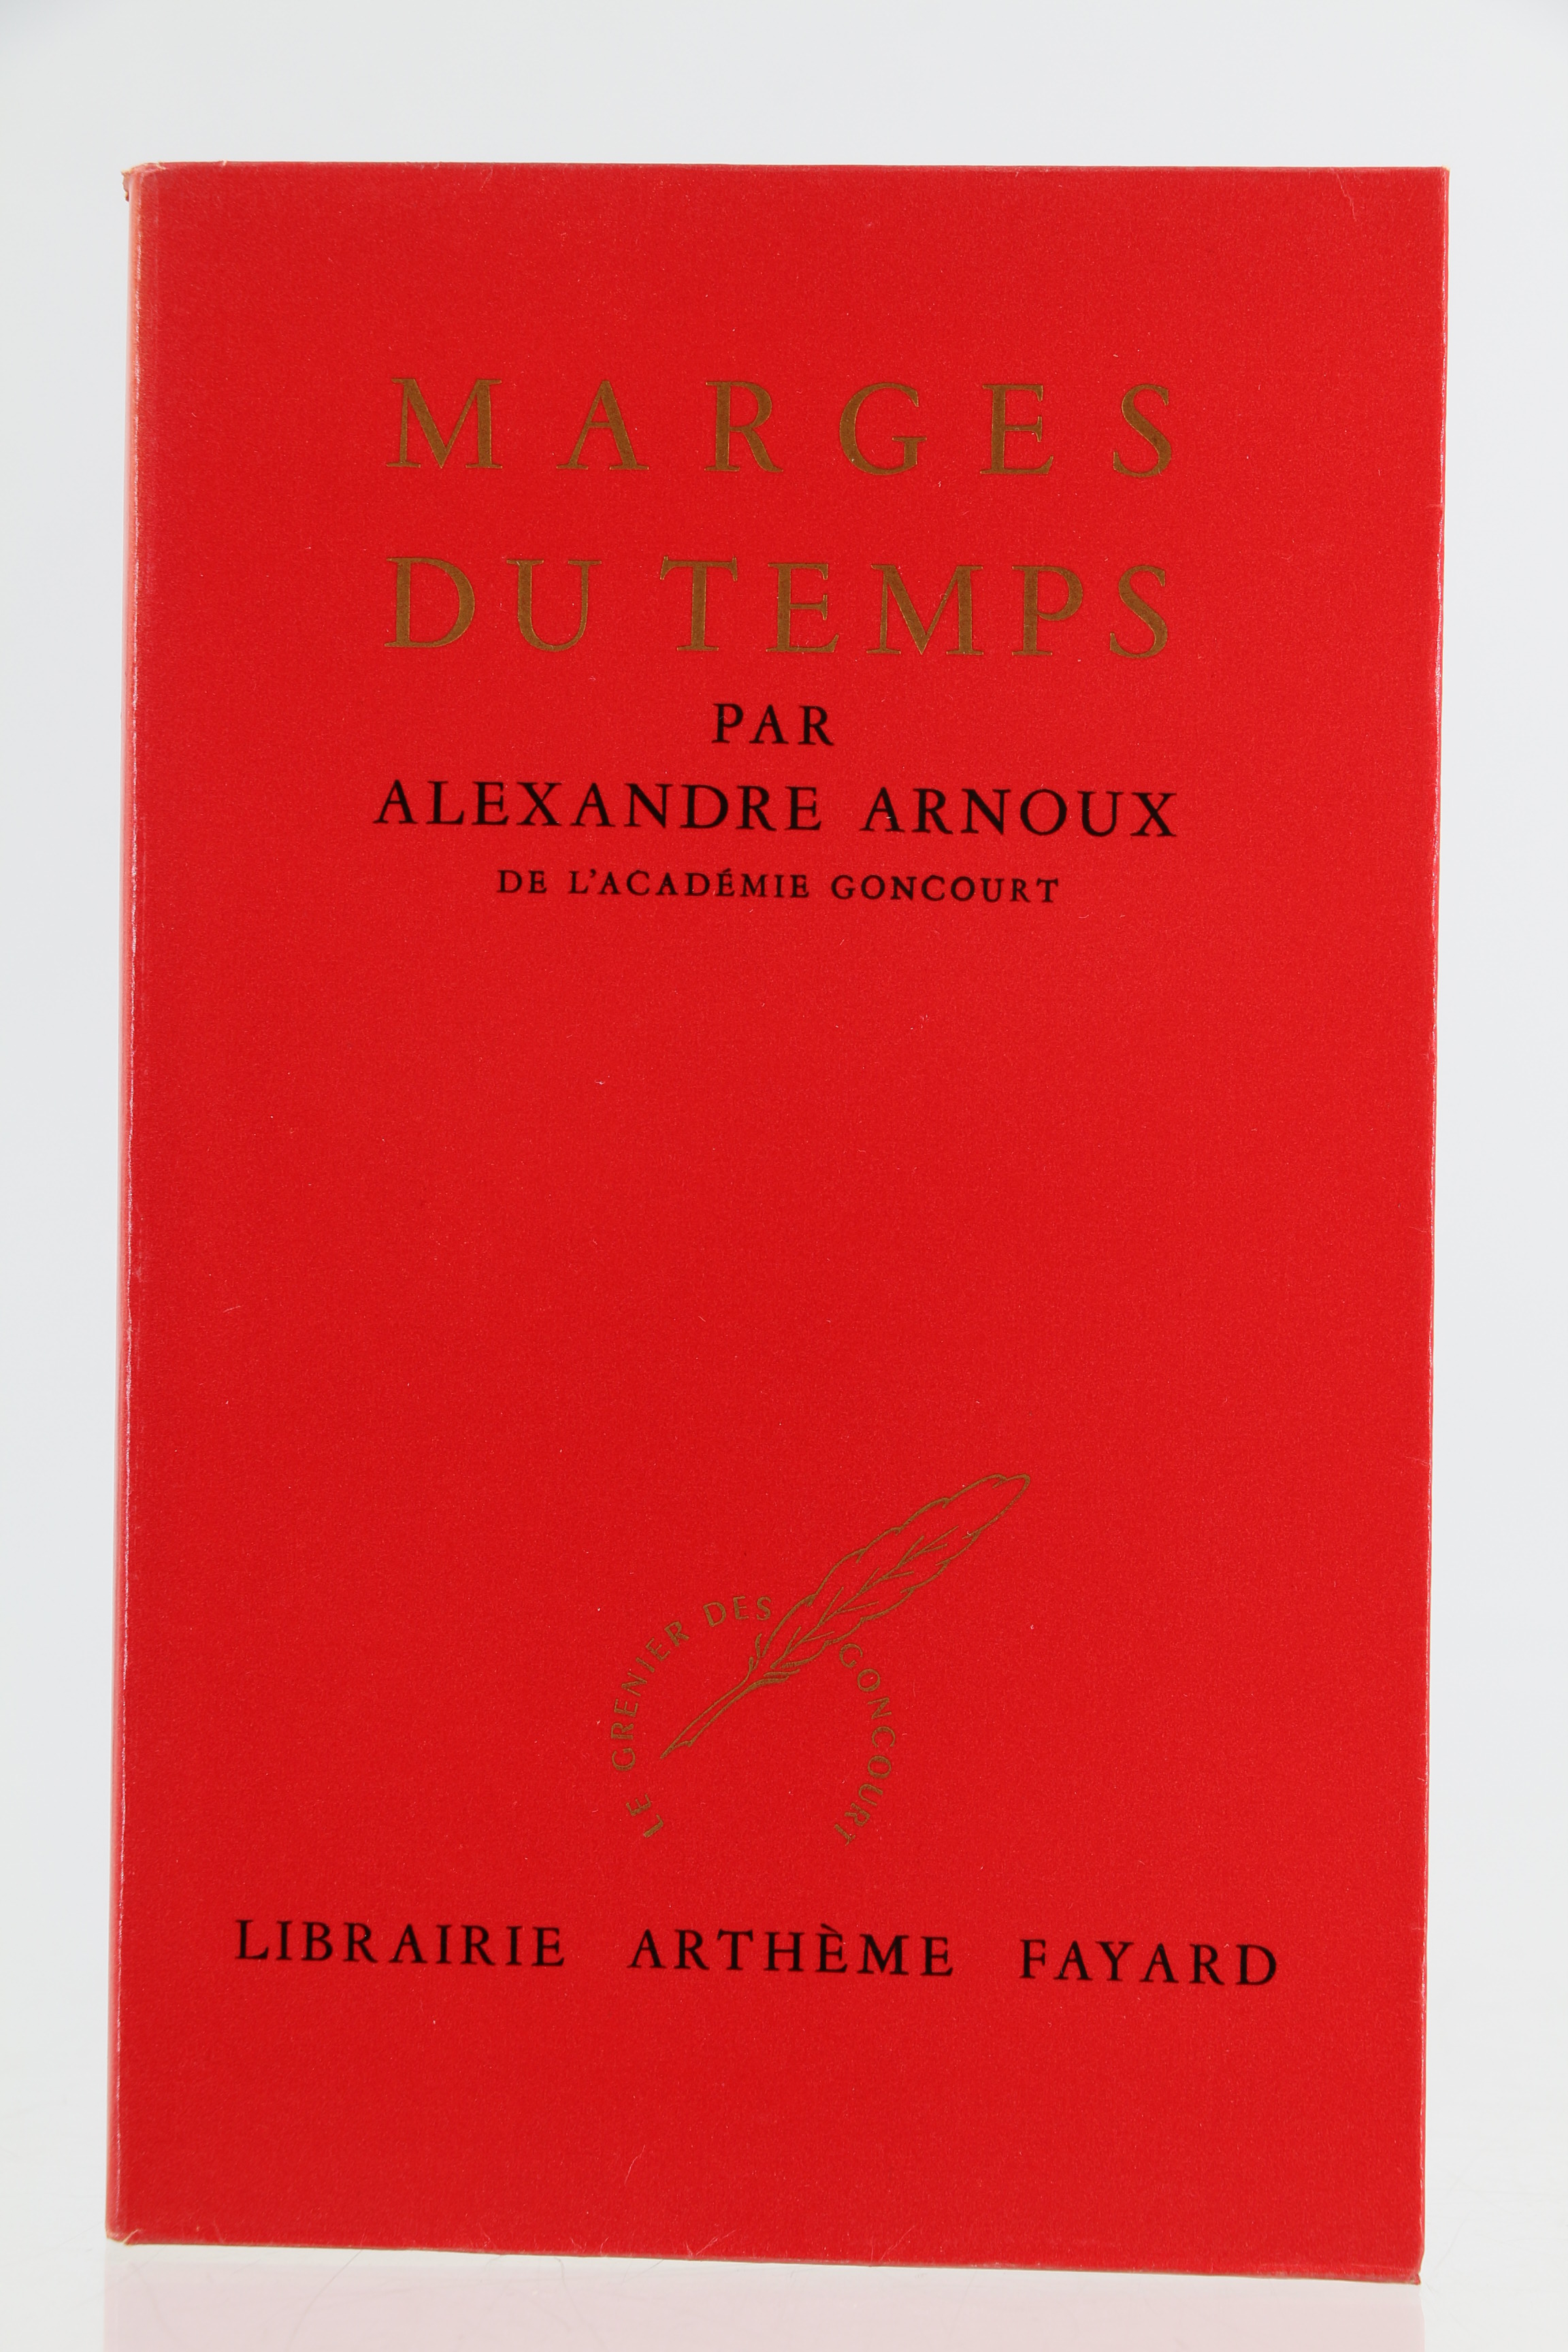 MARGES
DU TEMPS
PAR
ALEXANDRE ARNOUX
DE L'ACADÉMIE GONCOURT
LE GRENIER DES GONCOURT
LIBRAIRIE ARTHÈME FAYARD